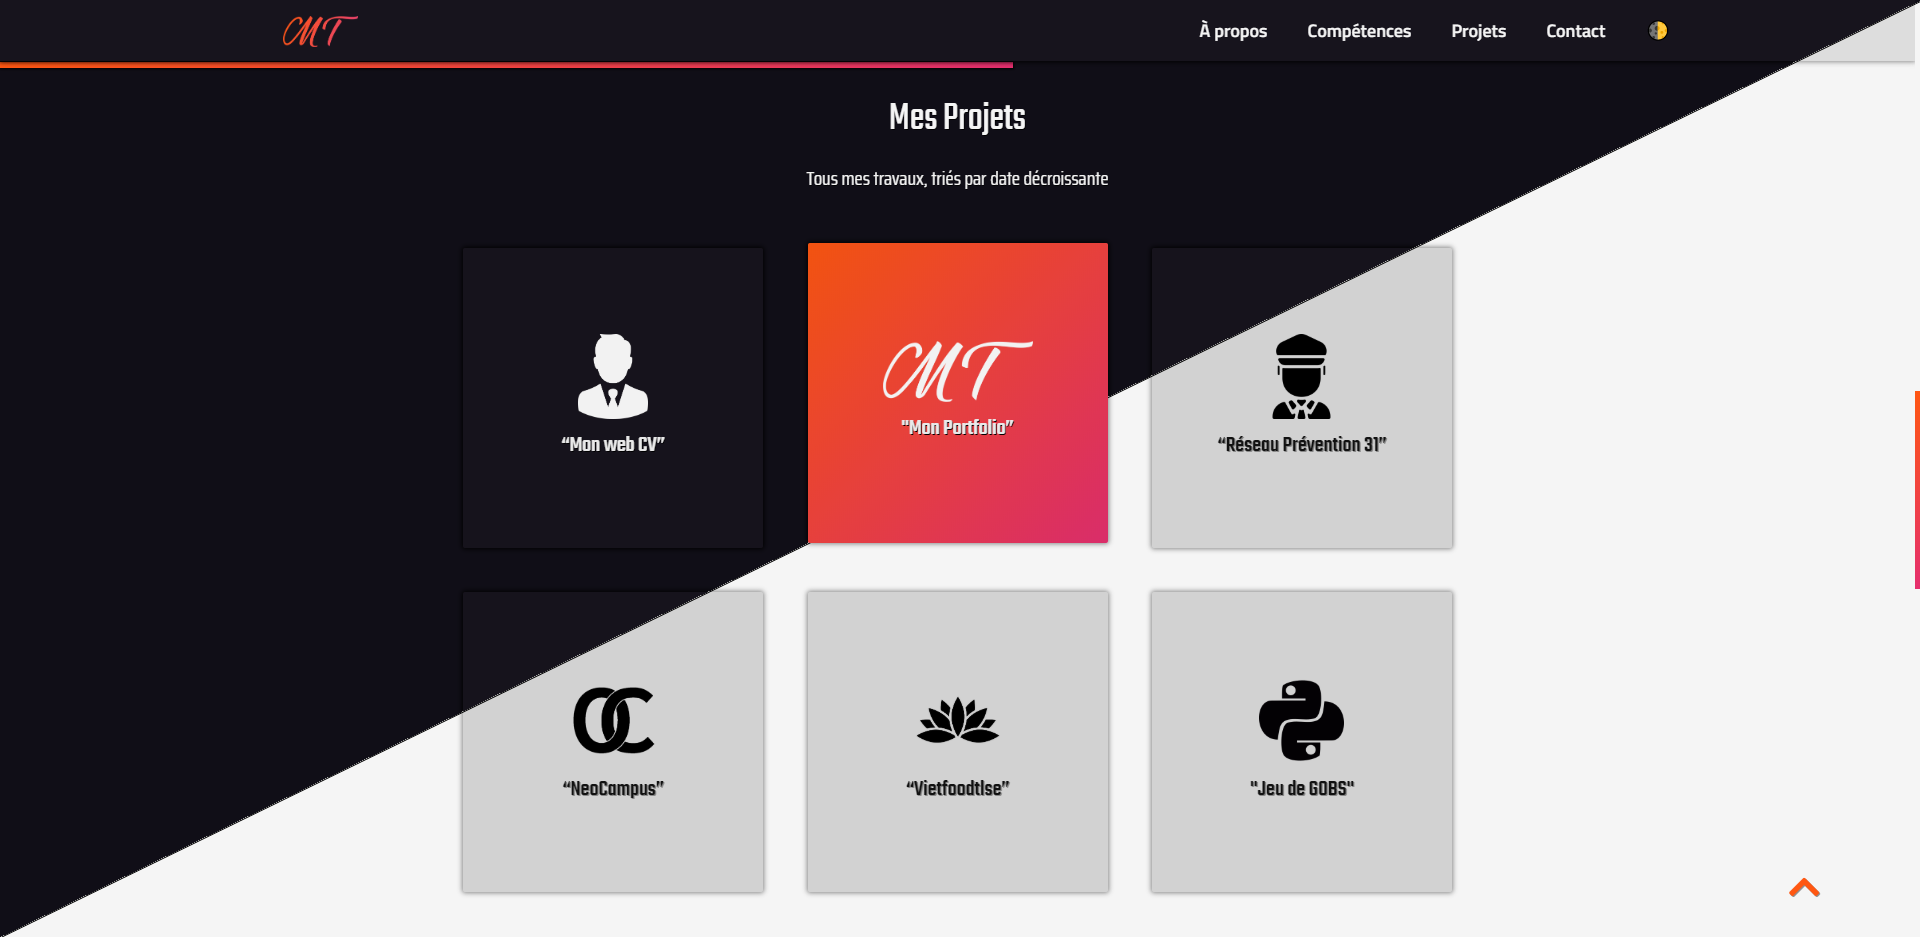 MT
À propos
Compétences
Projets
Contact
Mes Projets
Tous mes travaux, triés par date décroissante
“Mon web CV”
MT
"Mon Portfolio”
“Réseau Prévention 31”
OC
“NeoCampus”
“Vietfoodtlse”
"Jeu de GOBS"